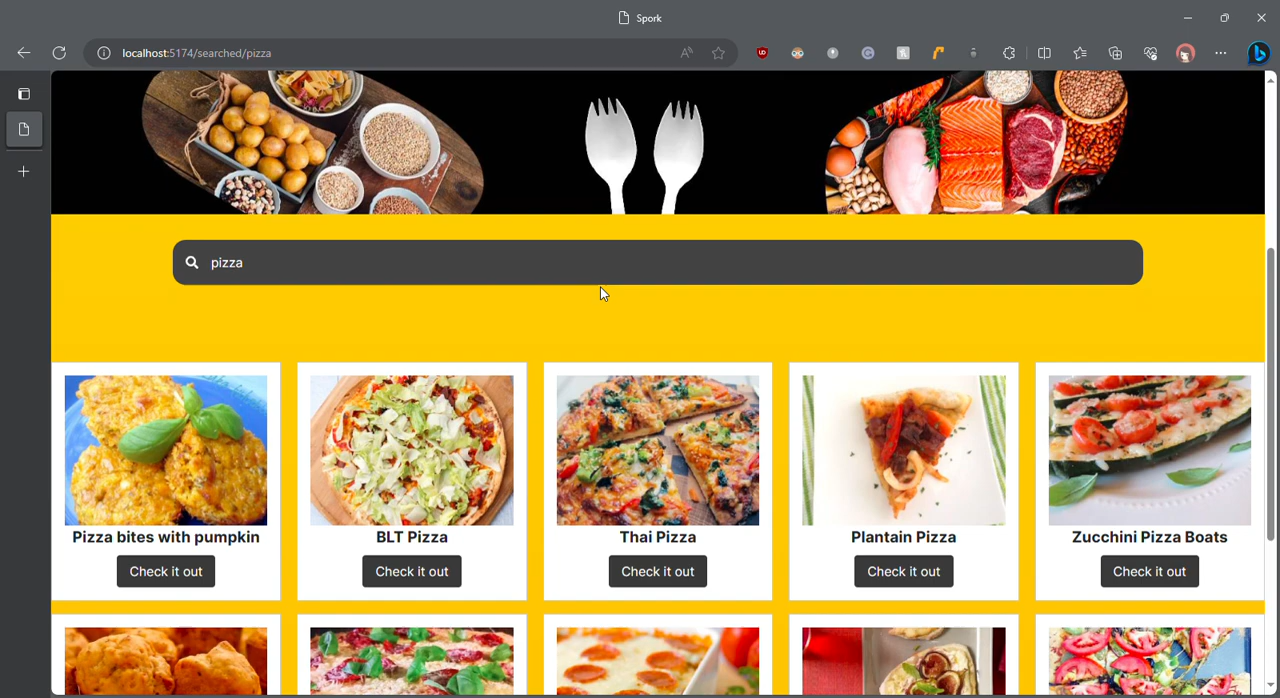 Spork
localhost:5174/searched/pizza
pizza
Pizza bites with pumpkin
BLT Pizza
Thai Pizza
Plantain Pizza
Zucchini Pizza Boats
Check it out
Check it out
Check it out
Check it out
Check it out